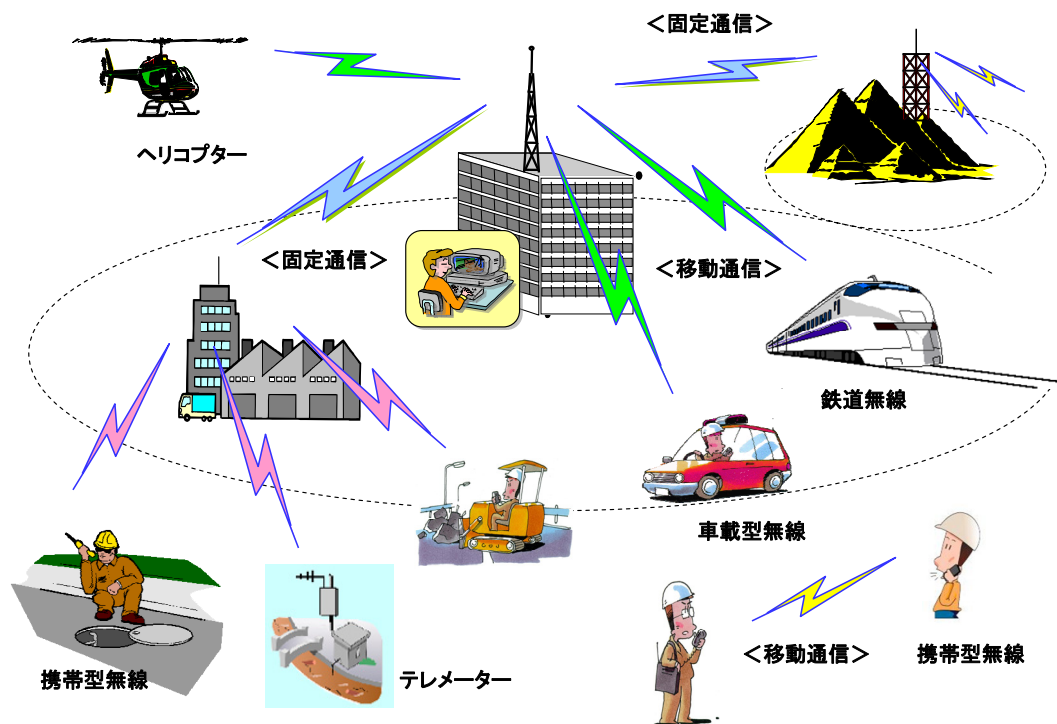 ＜固定通信＞
ヘリコプター
＜固定通信＞
＜移動通信＞
鉄道無線
車載型無線
携帯型無線
テレメーター
＜移動通信＞
携帯型無線